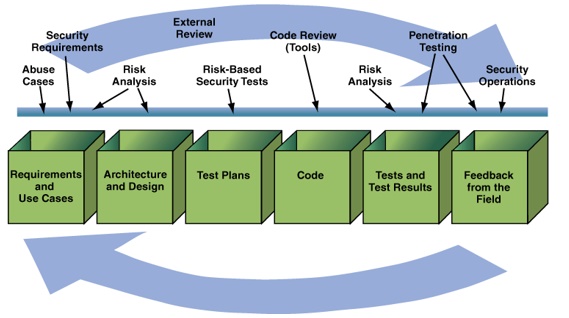 External
Review
Security
Requirements
Code Review
(Tools)
Penetration
Testing
Abuse
Cases
Risk
Analysis
Risk-Based
Security Tests
Risk
Analysis
Security
Operations
Requirements
and
Use Cases
Architecture
and Design
Test Plans
Code
Tests and
Test Results
Feedback
from the
Field